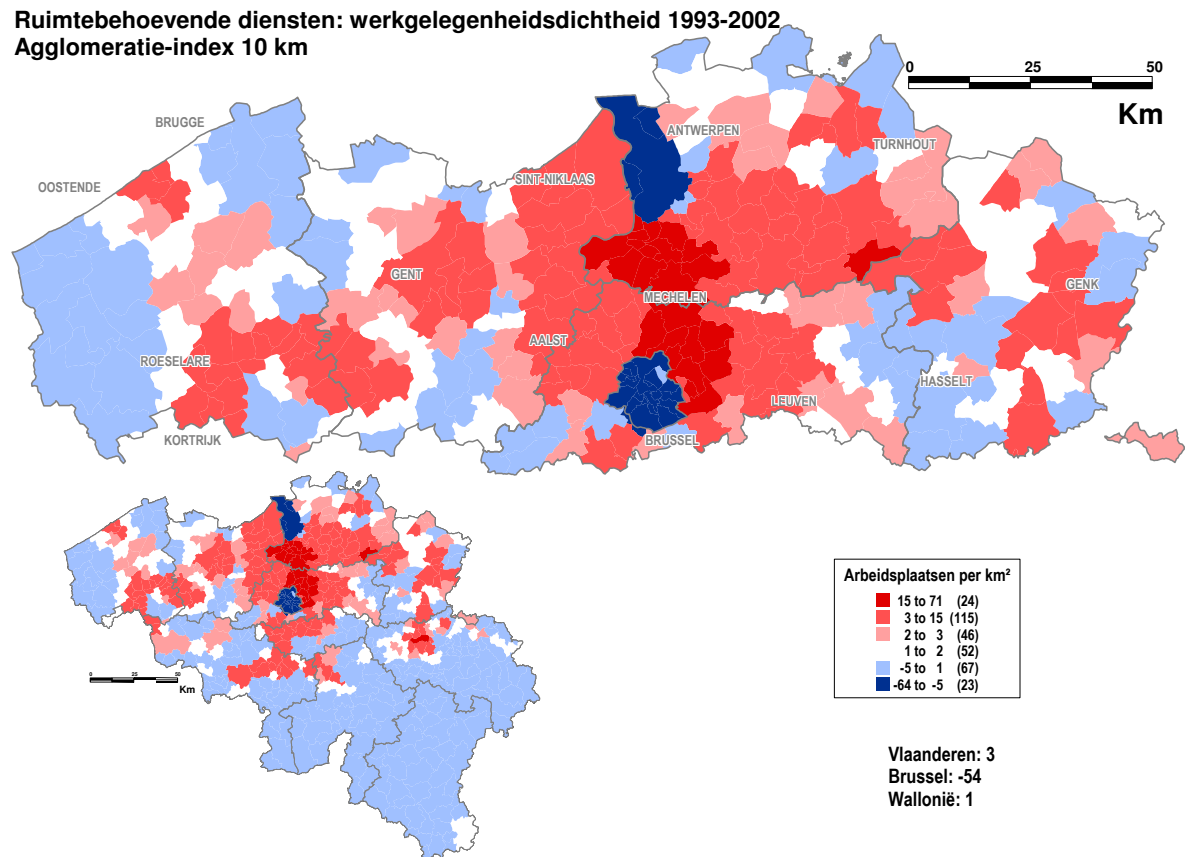 Ruimtebehoevende diensten: werkgelegenheidsdichtheid 1993-2002
Agglomeratie-index 10 km
0 25 50
Km
BRUGGE
ANTWERPEN
TURNHOUT
OOSTENDE
SINT-NIKLAAS
GENT
GENK
MECHELEN
AALST
ROESELARE
HASSELT
LEUVEN
KORTRIJK
BRUSSEL
0 25 50
Km
Arbeidsplaatsen per km²
15 to 71 (24)
3 to 15 (115)
2 to 3 (46)
1 to 2 (52)
-5 to 1 (67)
-64 to -5 (23)
Vlaanderen: 3
Brussel: -54
Wallonië: 1